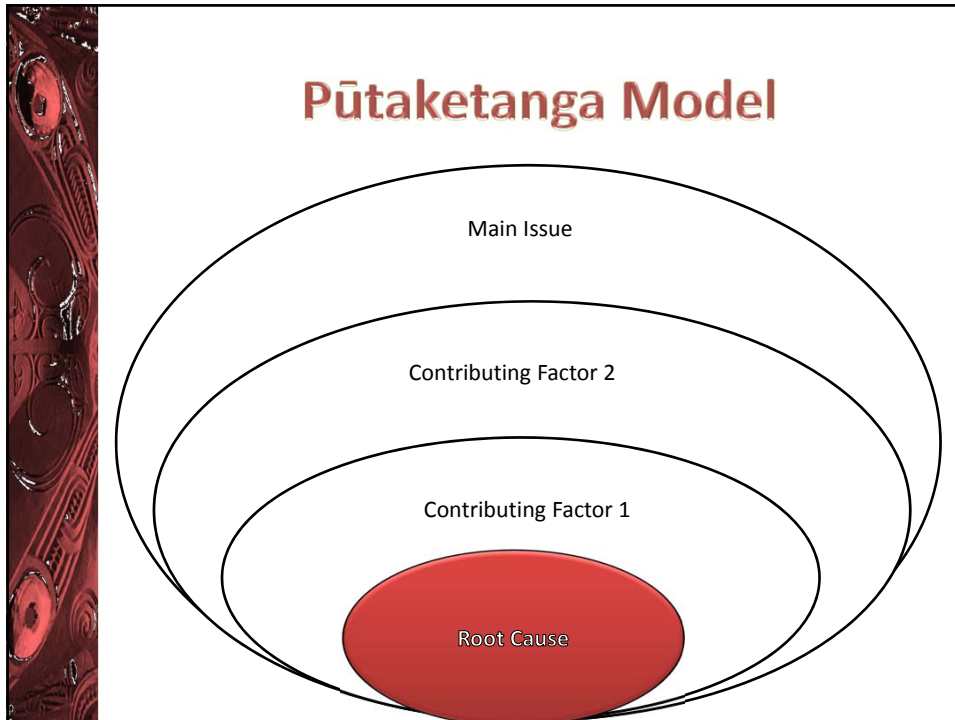 Pūtaketanga Model
Main Issue
Contributing Factor 2
Contributing Factor 1
Root Cause